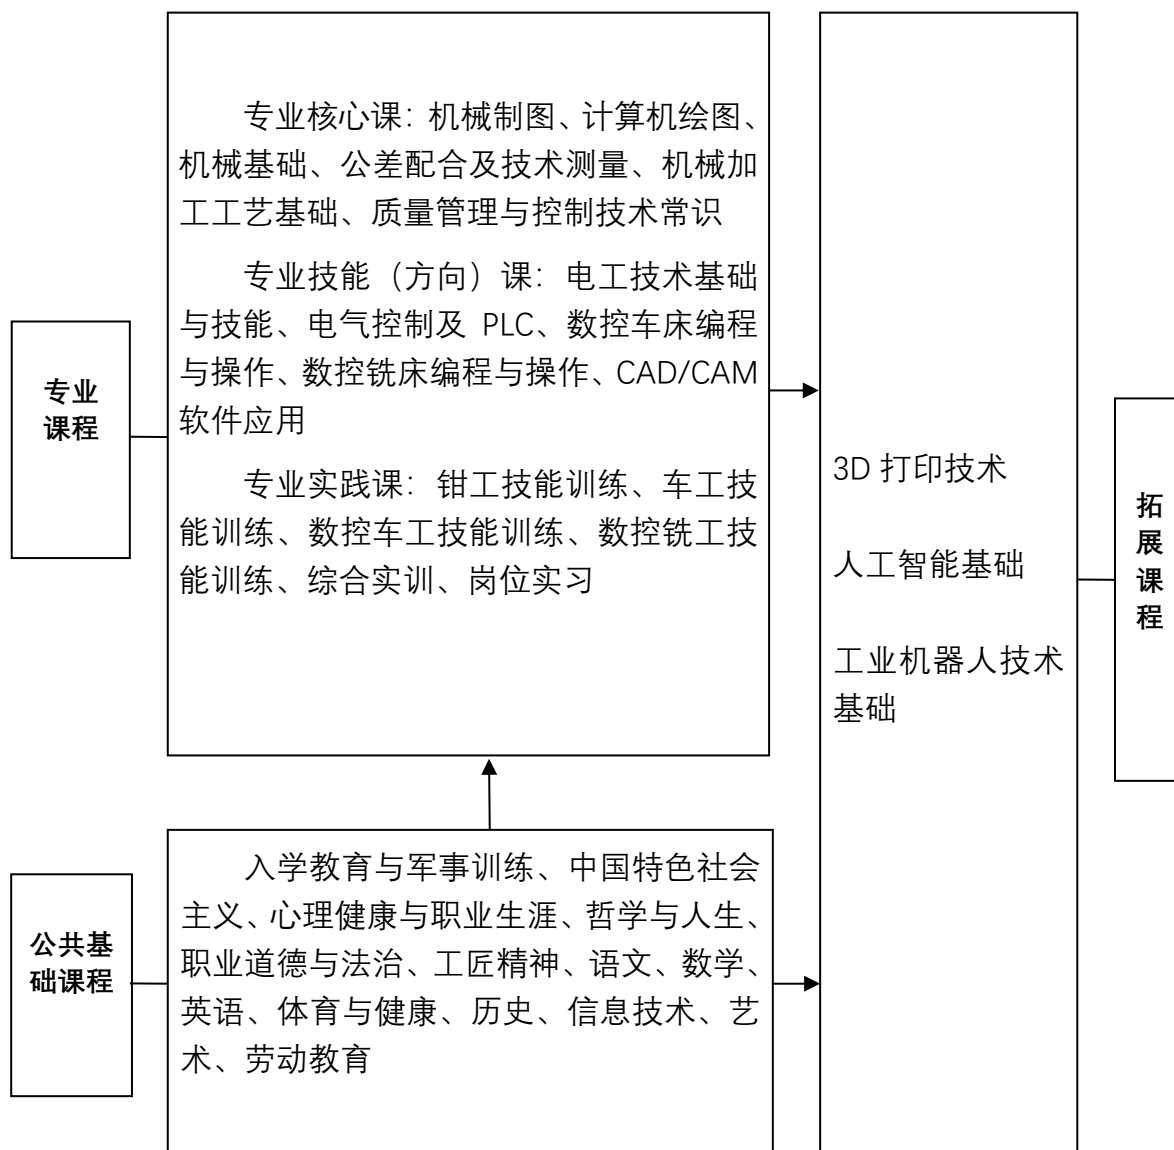 专业核心课：机械制图、计算机绘图、
机械基础、公差配合及技术测量、机械加
工工艺基础、质量管理与控制技术常识
专业技能（方向）课：电工技术基础
与技能、电气控制及 PLC、数控车床编程
与操作、数控铣床编程与操作、CAD/CAM
软件应用
专业实践课：钳工技能训练、车工技
能训练、数控车工技能训练、数控铣工技
能训练、综合实训、岗位实习
专业
课程
3D 打印技术
人工智能基础
工业机器人技术
基础
拓
展
课
程
入学教育与军事训练、中国特色社会
主义、心理健康与职业生涯、哲学与人生、
职业道德与法治、工匠精神、语文、数学、
英语、体育与健康、历史、信息技术、艺
术、劳动教育
公共基
础课程